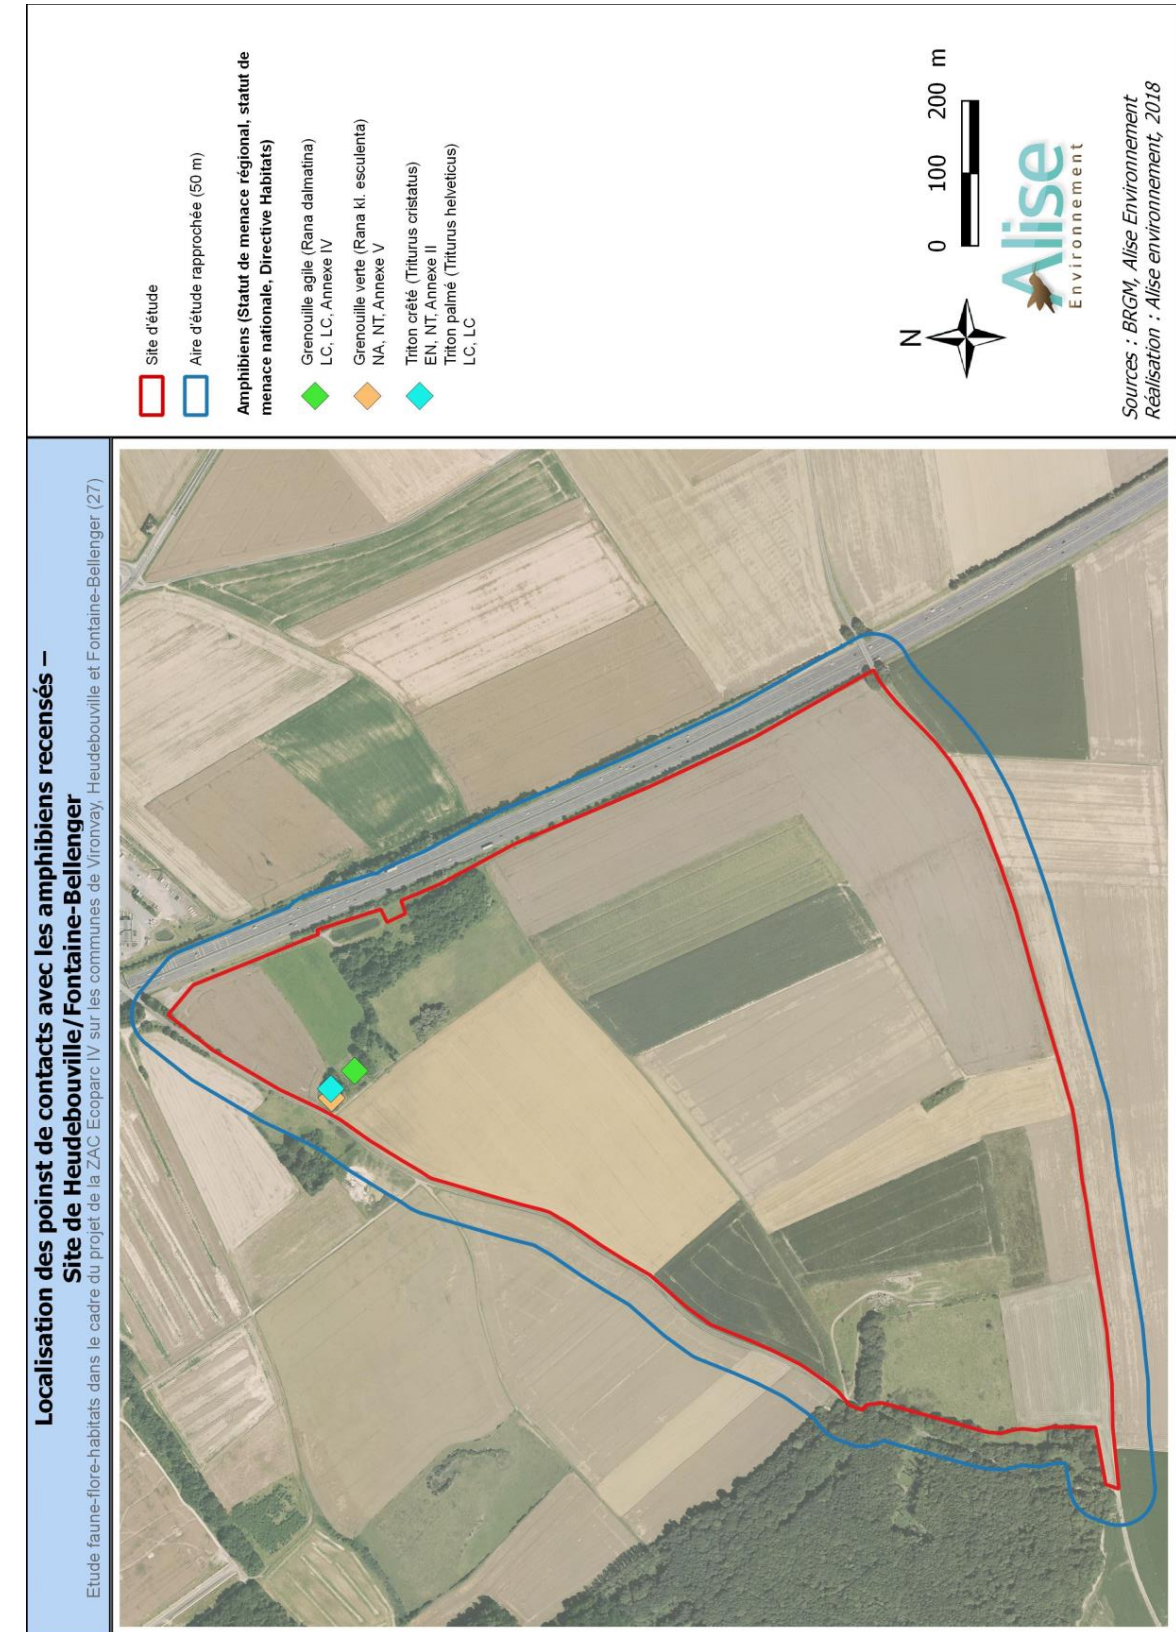 Localisation des poinst de contacts avec les amphibiens recensés –
Site de Heudebouville/Fontaine-Bellenger
Etude faune-flore-habitats dans le cadre du projet de la ZAC Ecoparc IV sur les communes de Vironvay, Heudebouville et Fontaine-Bellenger (27)
Site d'étude
Aire d'étude rapprochée (50 m)
Amphibiens (Statut de menace régional, statut de
menace nationale, Directive Habitats)
Grenouille agile (Rana dalmatina)
LC, LC, Annexe IV
Grenouille verte (Rana kl. esculenta)
NA, NT, Annexe V
Triton crêté (Triturus cristatus)
EN, NT, Annexe II
Triton palmé (Triturus helveticus)
LC, LC
N
0 100 200 m
Alise
Environnement
Sources : BRGM, Alise Environnement
Réalisation : Alise environnement, 2018